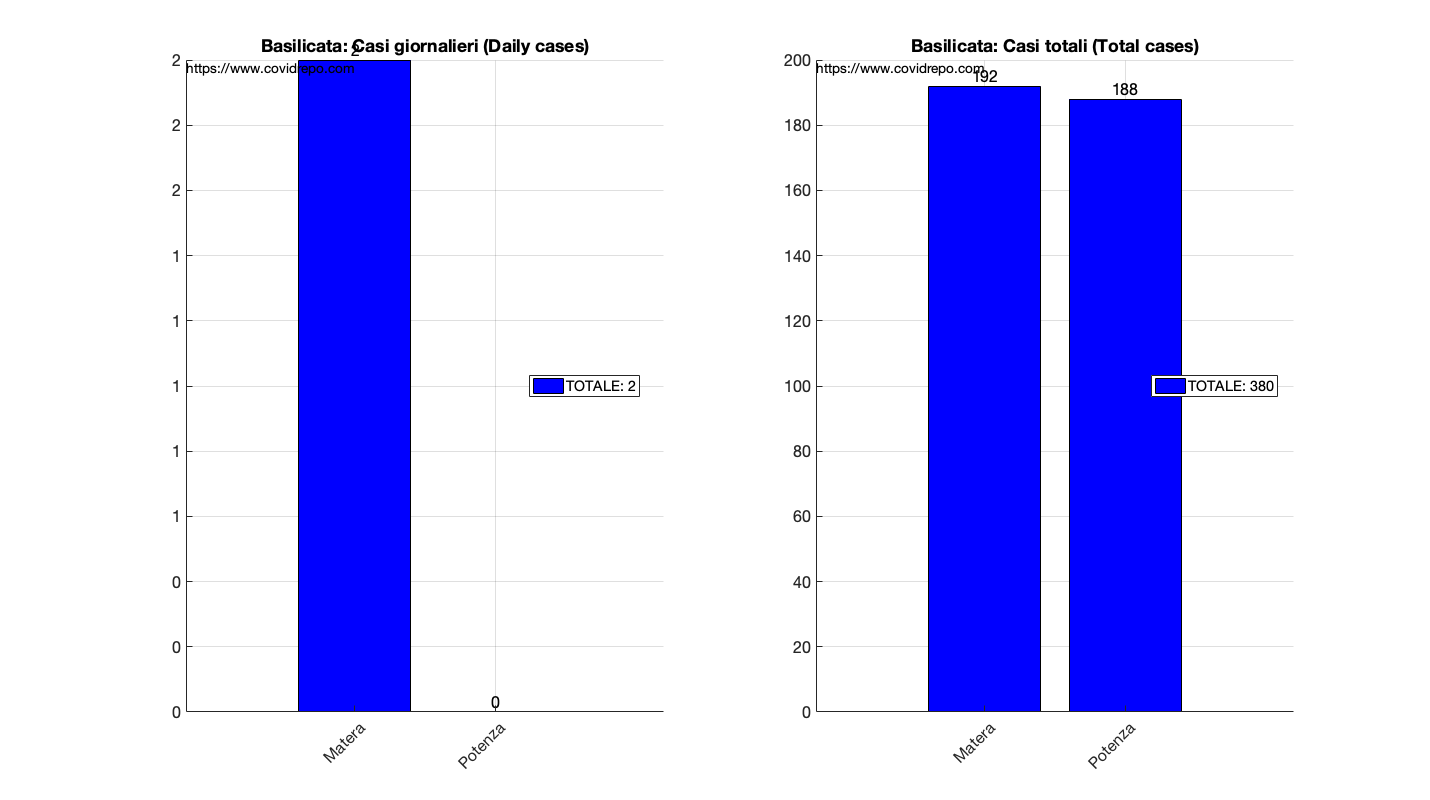 Basilicata: Casi giornalieri (Daily cases)
2
https://www.covidrepo.com
2
2
2
1
1
1
1
1
0
0
0
0
TOTALE: 2
Matera
Potenza
Basilicata: Casi totali (Total cases)
https://www.covidrepo.com
192
188
200
180
160
140
120
100
80
60
40
20
0
TOTALE: 380
Matera
Potenza